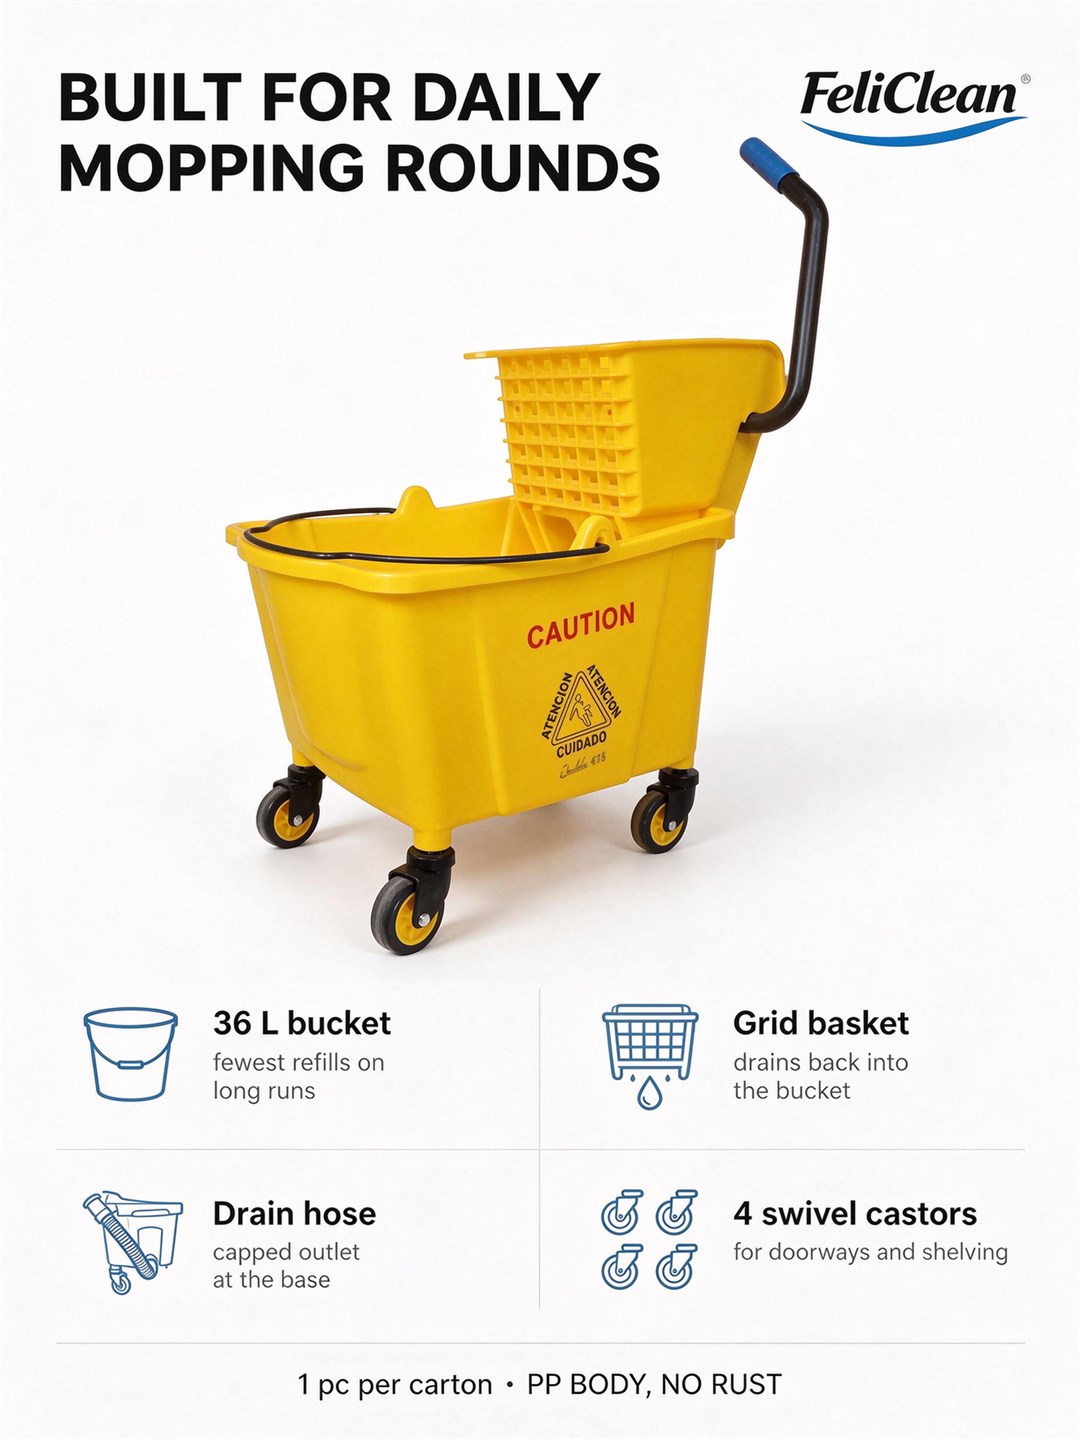 BUILT FOR DAILY
MOPPING ROUNDS
FeliClean®
CAUTION
ATENCION
ATENCION
CUIDADO
36 L bucket
fewest refills on
long runs
Grid basket
drains back into
the bucket
Drain hose
capped outlet
at the base
4 swivel castors
for doorways and shelving
1 pc per carton • PP BODY, NO RUST